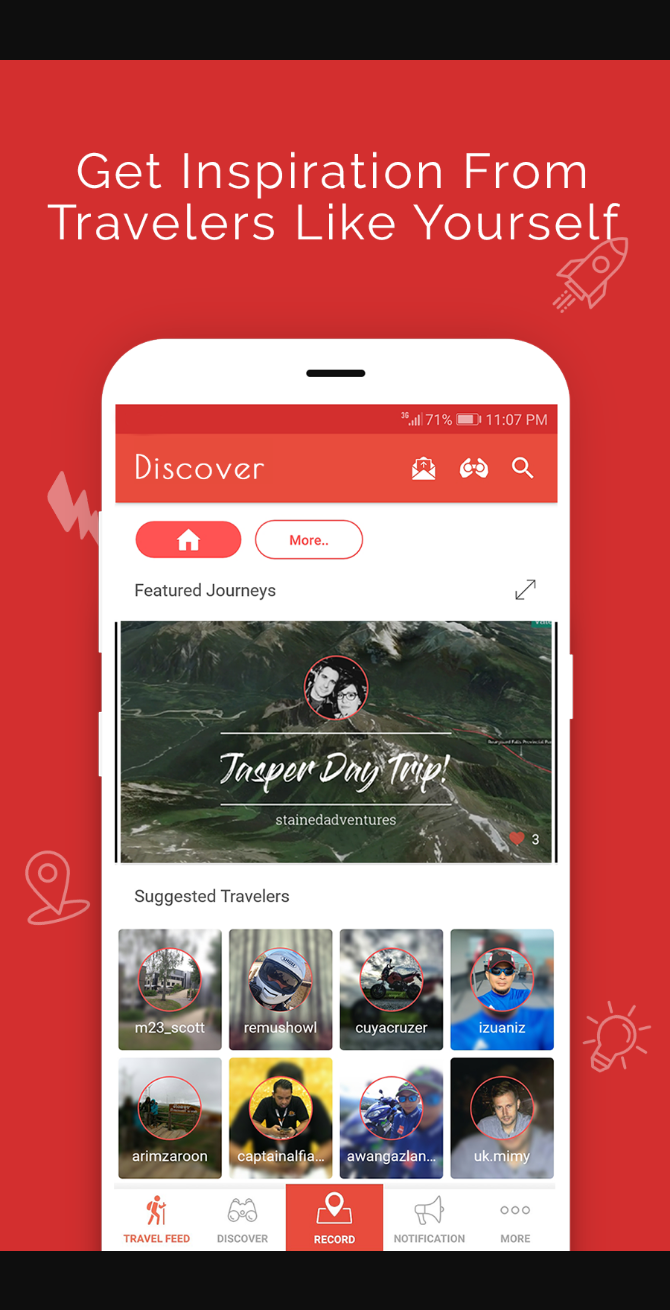 Get Inspiration From
Travelers Like Yourself
3G 71% 11:07 PM
Discover
More..
Featured Journeys
Jasper Day Trip!
stainedadventures
3
Suggested Travelers
m23_scott remushowl cuyacruzer izuaniz
arimzaroon captainalfia... awangazlan... uk.mimy
TRAVEL FEED DISCOVER RECORD NOTIFICATION MORE